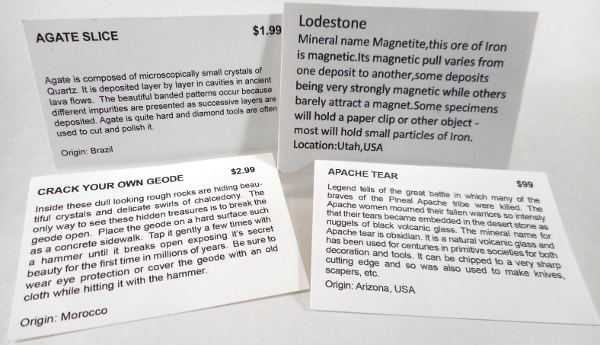 AGATE SLICE
$1.99
Agate is composed of microscopically small crystals of
Quartz. It is deposited layer by layer in cavities in ancient
lava flows. The beautiful banded patterns occur because
different impurities are presented as successive layers are
deposited. Agate is quite hard and diamond tools are often
used to cut and polish it.
Origin: Brazil
Lodestone
Mineral name Magnetite,this ore of Iron
is magnetic.Its magnetic pull varies from
one deposit to another,some deposits
being very strongly magnetic while others
barely attract a magnet.Some specimens
will hold a paper clip or other object -
most will hold small particles of Iron.
Location:Utah,USA
CRACK YOUR OWN GEODE
$2.99
Inside these dull looking rough rocks are hiding beau-
tiful crystals and delicate swirls of chalcedony. The
only way to see these hidden treasures is to break the
geode open. Place the geode on a hard surface such
as a concrete sidewalk. Tap it gently a few times with
a hammer until it breaks open exposing it's secret
beauty for the first time in millions of years. Be sure to
wear eye protection or cover the geode with an old
cloth while hitting it with the hammer.
Origin: Morocco
APACHE TEAR
$99
Legend tells of the great battle in which many of the
braves of the Pineal Apache tribe were killed. The
Apache women mourned their fallen warriors so intensly
that their tears became embedded in the desert stone as
nuggets of black volcanic glass. The mineral name for
Apache tear is obsidian. It is a natural volcanic glass and
has been used for centuries in primitive societies for both
decoration and tools. It can be chipped to a very sharp
cutting edge and so was also used to make knives,
scrapers, etc.
Origin: Arizona, USA